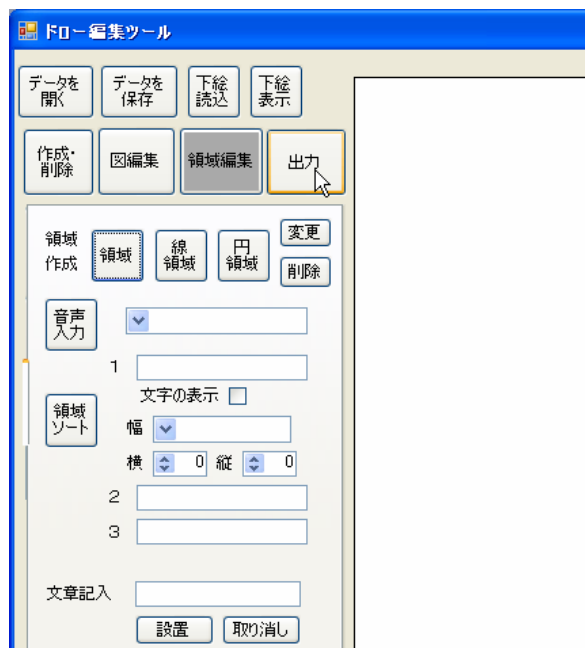 ドロー編集ツール
データを
開く
データを
保存
下絵
読込
下絵
表示
作成・
削除
図編集
領域編集
出力
領域
作成
領域
線
領域
円
領域
変更
削除
音声
入力
1
文字の表示
領域
ソート
幅
横 0 縦 0
2
3
文章記入
設置 取り消し